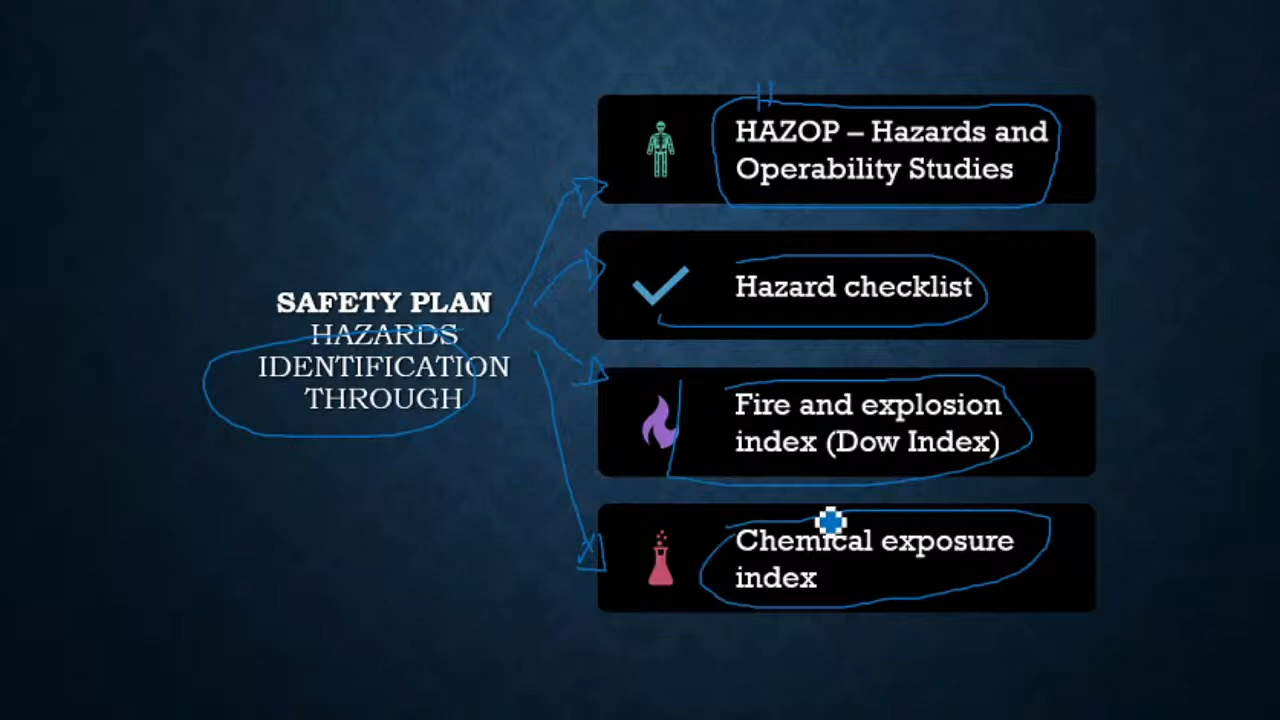 SAFETY PLAN
HAZARDS
IDENTIFICATION
THROUGH
HAZOP – Hazards and
Operability Studies
Hazard checklist
Fire and explosion
index (Dow Index)
Chemical exposure
index